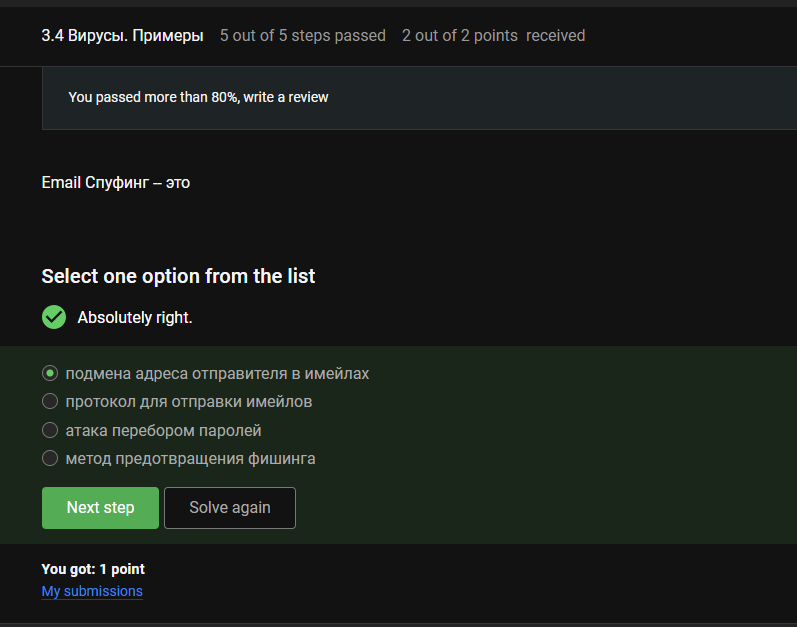 3.4 Вирусы. Примеры 5 out of 5 steps passed 2 out of 2 points received
You passed more than 80%, write a review
Email Спуфинг – это
Select one option from the list
Absolutely right.
подмена адреса отправителя в имейлах
протокол для отправки имейлов
атака перебором паролей
метод предотвращения фишинга
Next step Solve again
You got: 1 point
My submissions